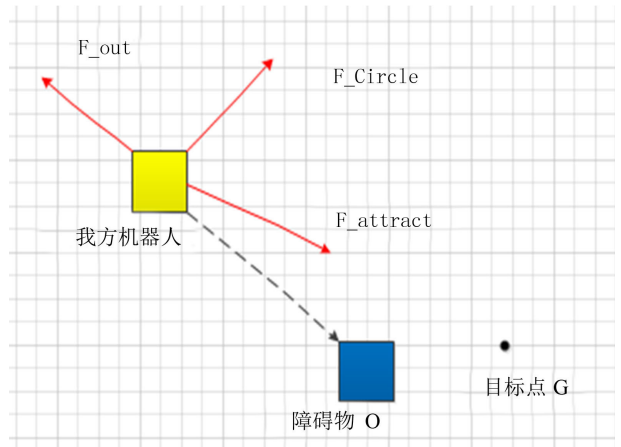 F_out
F_Circle
F_attract
我方机器人
目标点 G
障碍物 O